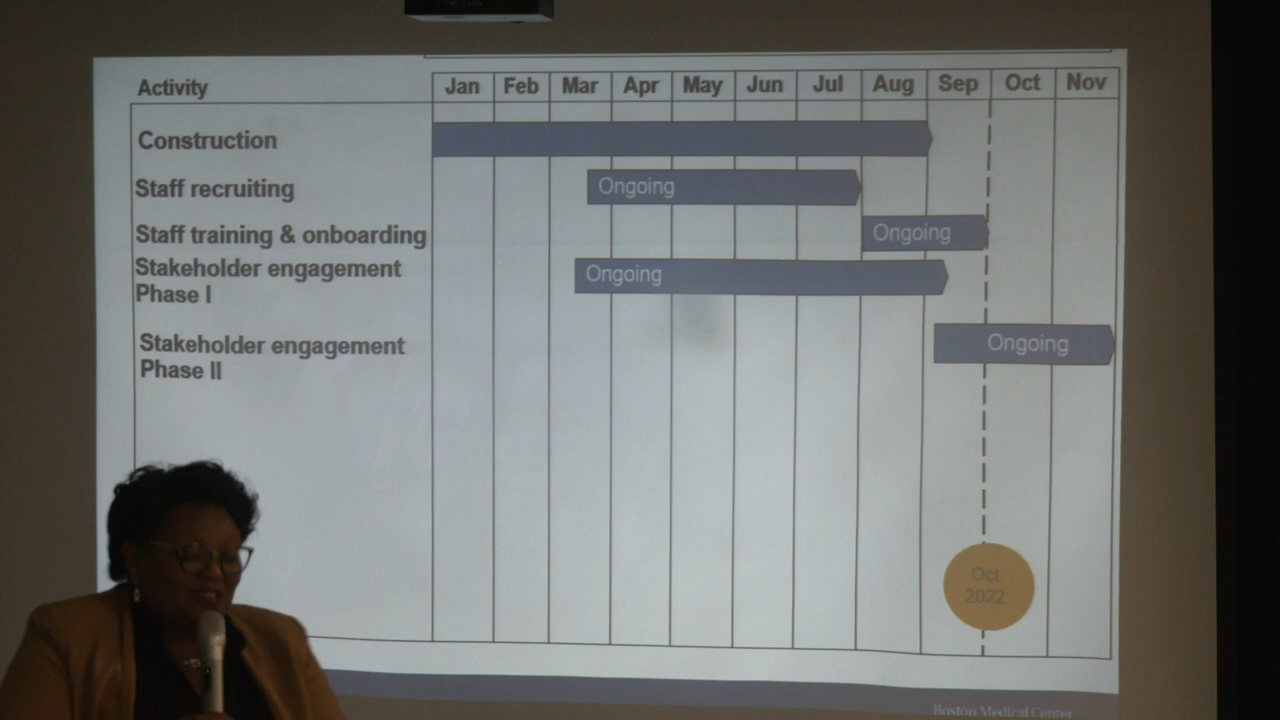 Activity Jan Feb Mar Apr May Jun Jul Aug Sep Oct Nov
Construction
Staff recruiting Ongoing
Staff training & onboarding Ongoing
Stakeholder engagement
Phase I
Ongoing
Stakeholder engagement
Phase II
Ongoing
Oct
2022
Boston Medical Center